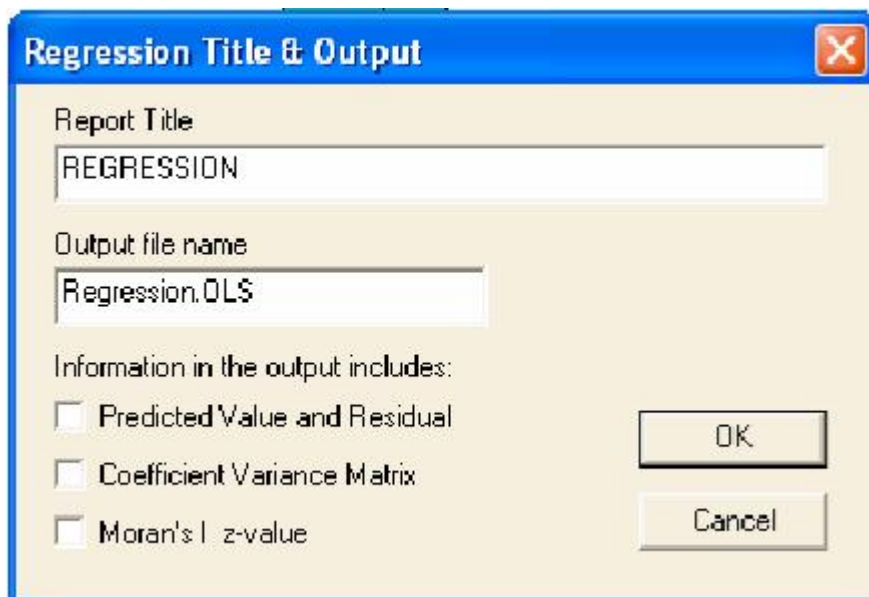 Regression Title & Output
Report Title
REGRESSION
Output file name
Regression.OLS
Information in the output includes:
Predicted Value and Residual
Coefficient Variance Matrix
Moran's I z-value
OK
Cancel